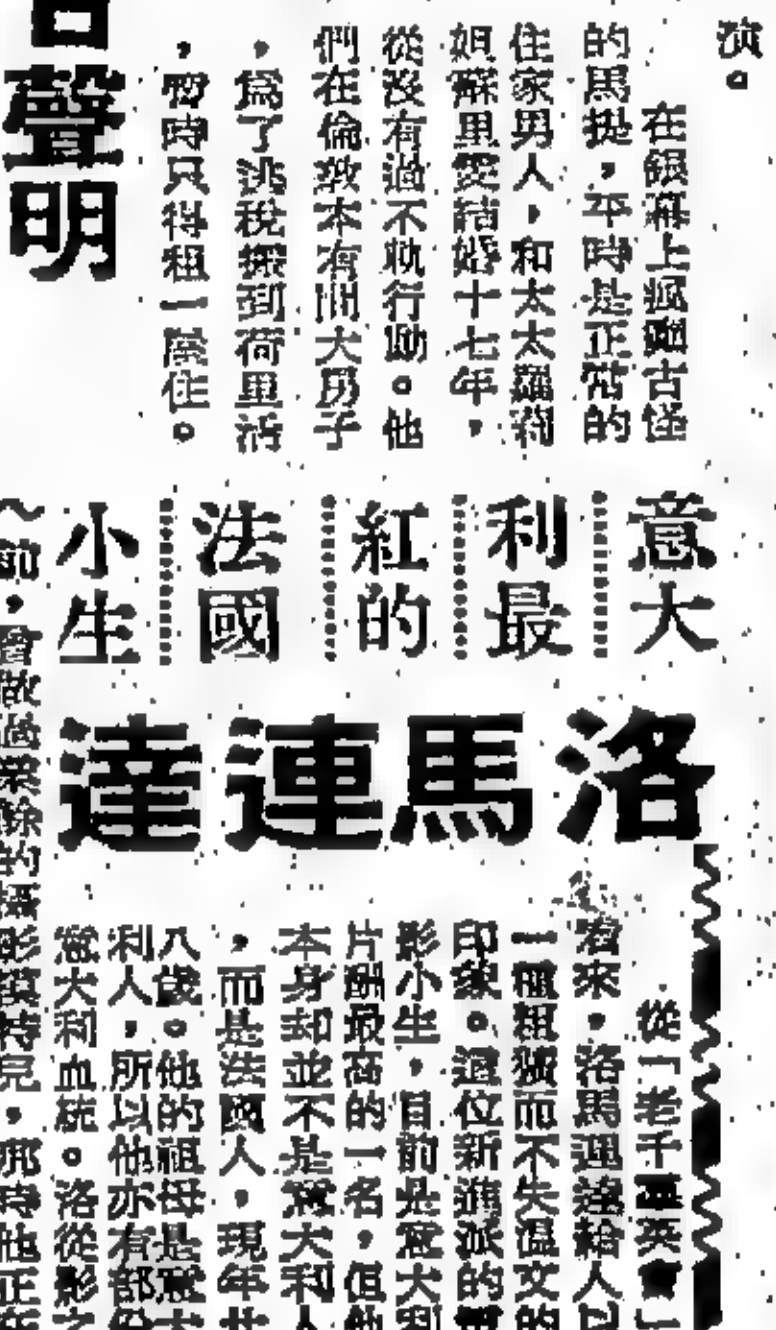 演。
在銀幕上瘋癲古怪
的馬提,平時是正常的
住家男人,和太太羅利
姐蘇里愛結婚十七年,
從沒有過不軌行動。他
們在倫敦本有間大房子
,為了逃稅搬到荷里活
,暫時只得租一層住。
聲明
意大
利最
紅的
法國
小生
洛馬連達
從「老千羣英會」
看來,洛馬連達給人以
一種粗獷而不失溫文的
印象。這位新進派的
影小生,目前是意大利
片酬最高的一名,但他
本身却並不是意大利人
,而是法國人,現年廿
八歲。他的祖母是意大
利人,所以他亦有部份
意大利血統。洛從影之
前,曾做過業餘的攝影模特兒,那時他正在